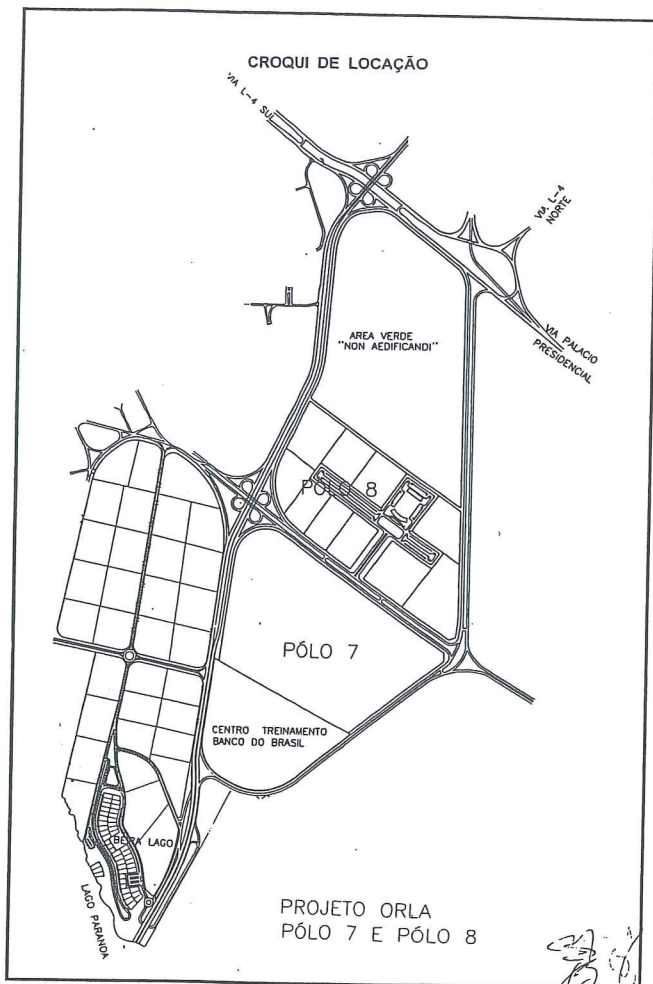 CROQUI DE LOCAÇÃO
VIA L-4 SUL
VIA L-4
NORTE
VIA PALACIO
PRESIDENCIAL
AREA VERDE
"NON AEDIFICANDI"
PÓLO 8
PÓLO 7
CENTRO TREINAMENTO
BANCO DO BRASIL
BEIRA LAGO
LAGO PARANOA
PROJETO ORLA
PÓLO 7 E PÓLO 8